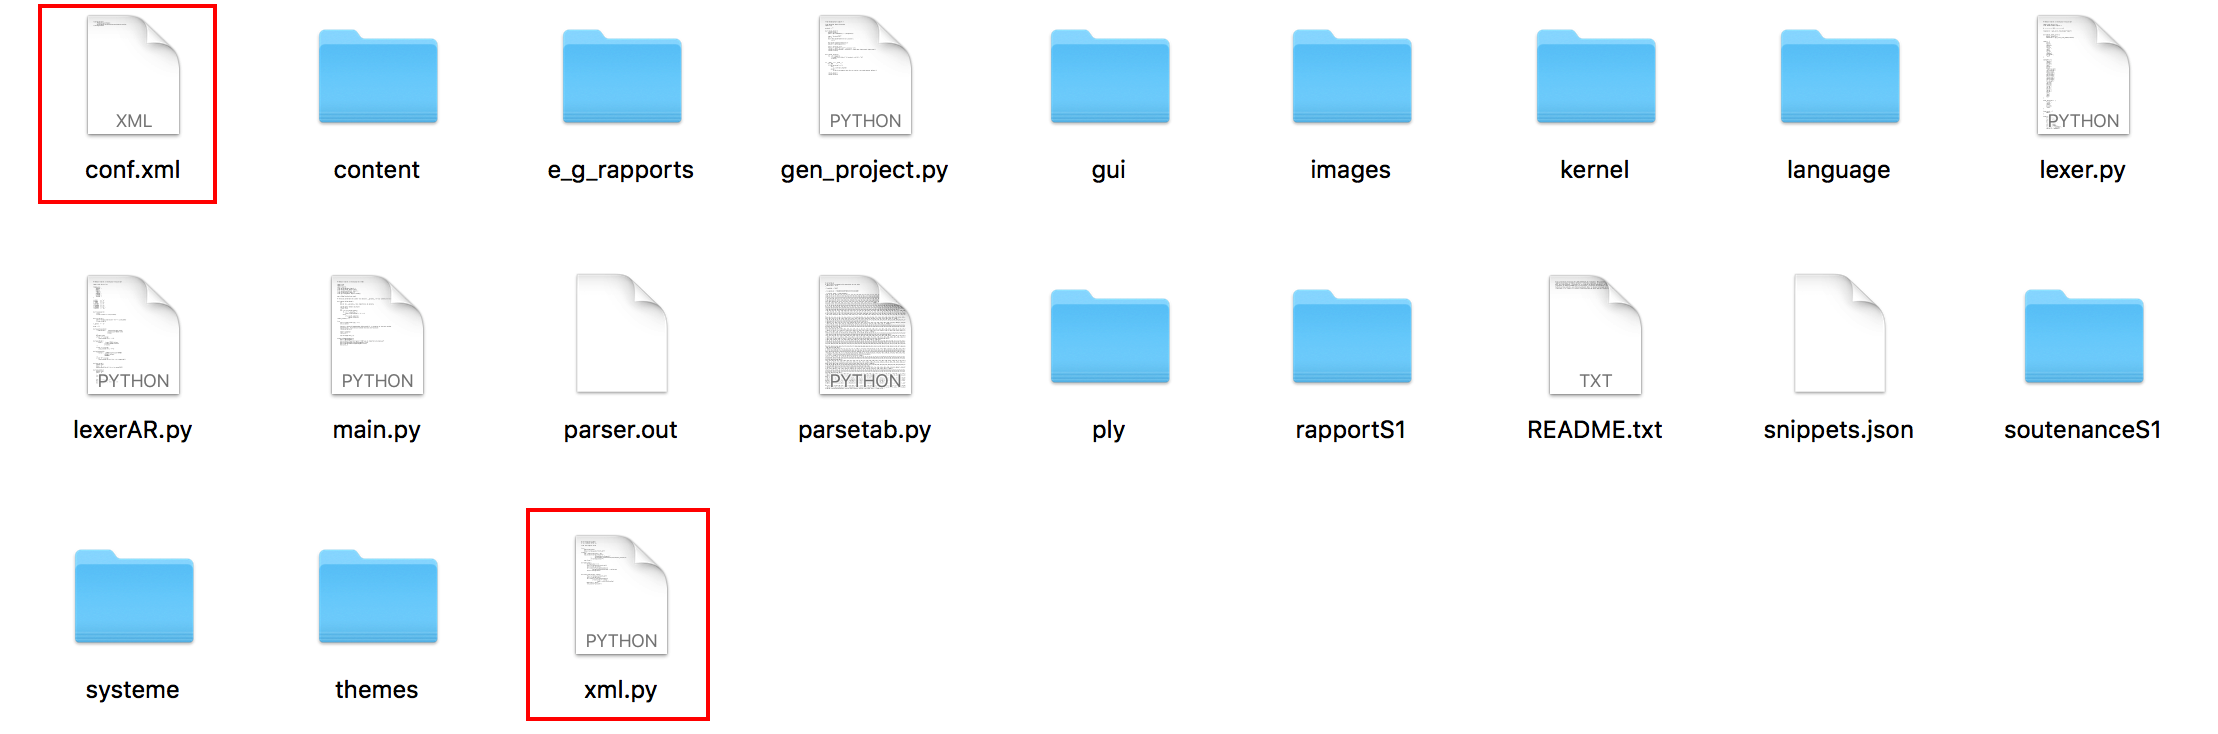 XML
PYTHON
PYTHON
conf.xml content e_g_rapports gen_project.py gui images kernel language lexer.py
PYTHON
PYTHON
PYTHON
TXT
lexerAR.py main.py parser.out parsetab.py ply rapportS1 README.txt snippets.json soutenanceS1
PYTHON
systeme themes xml.py